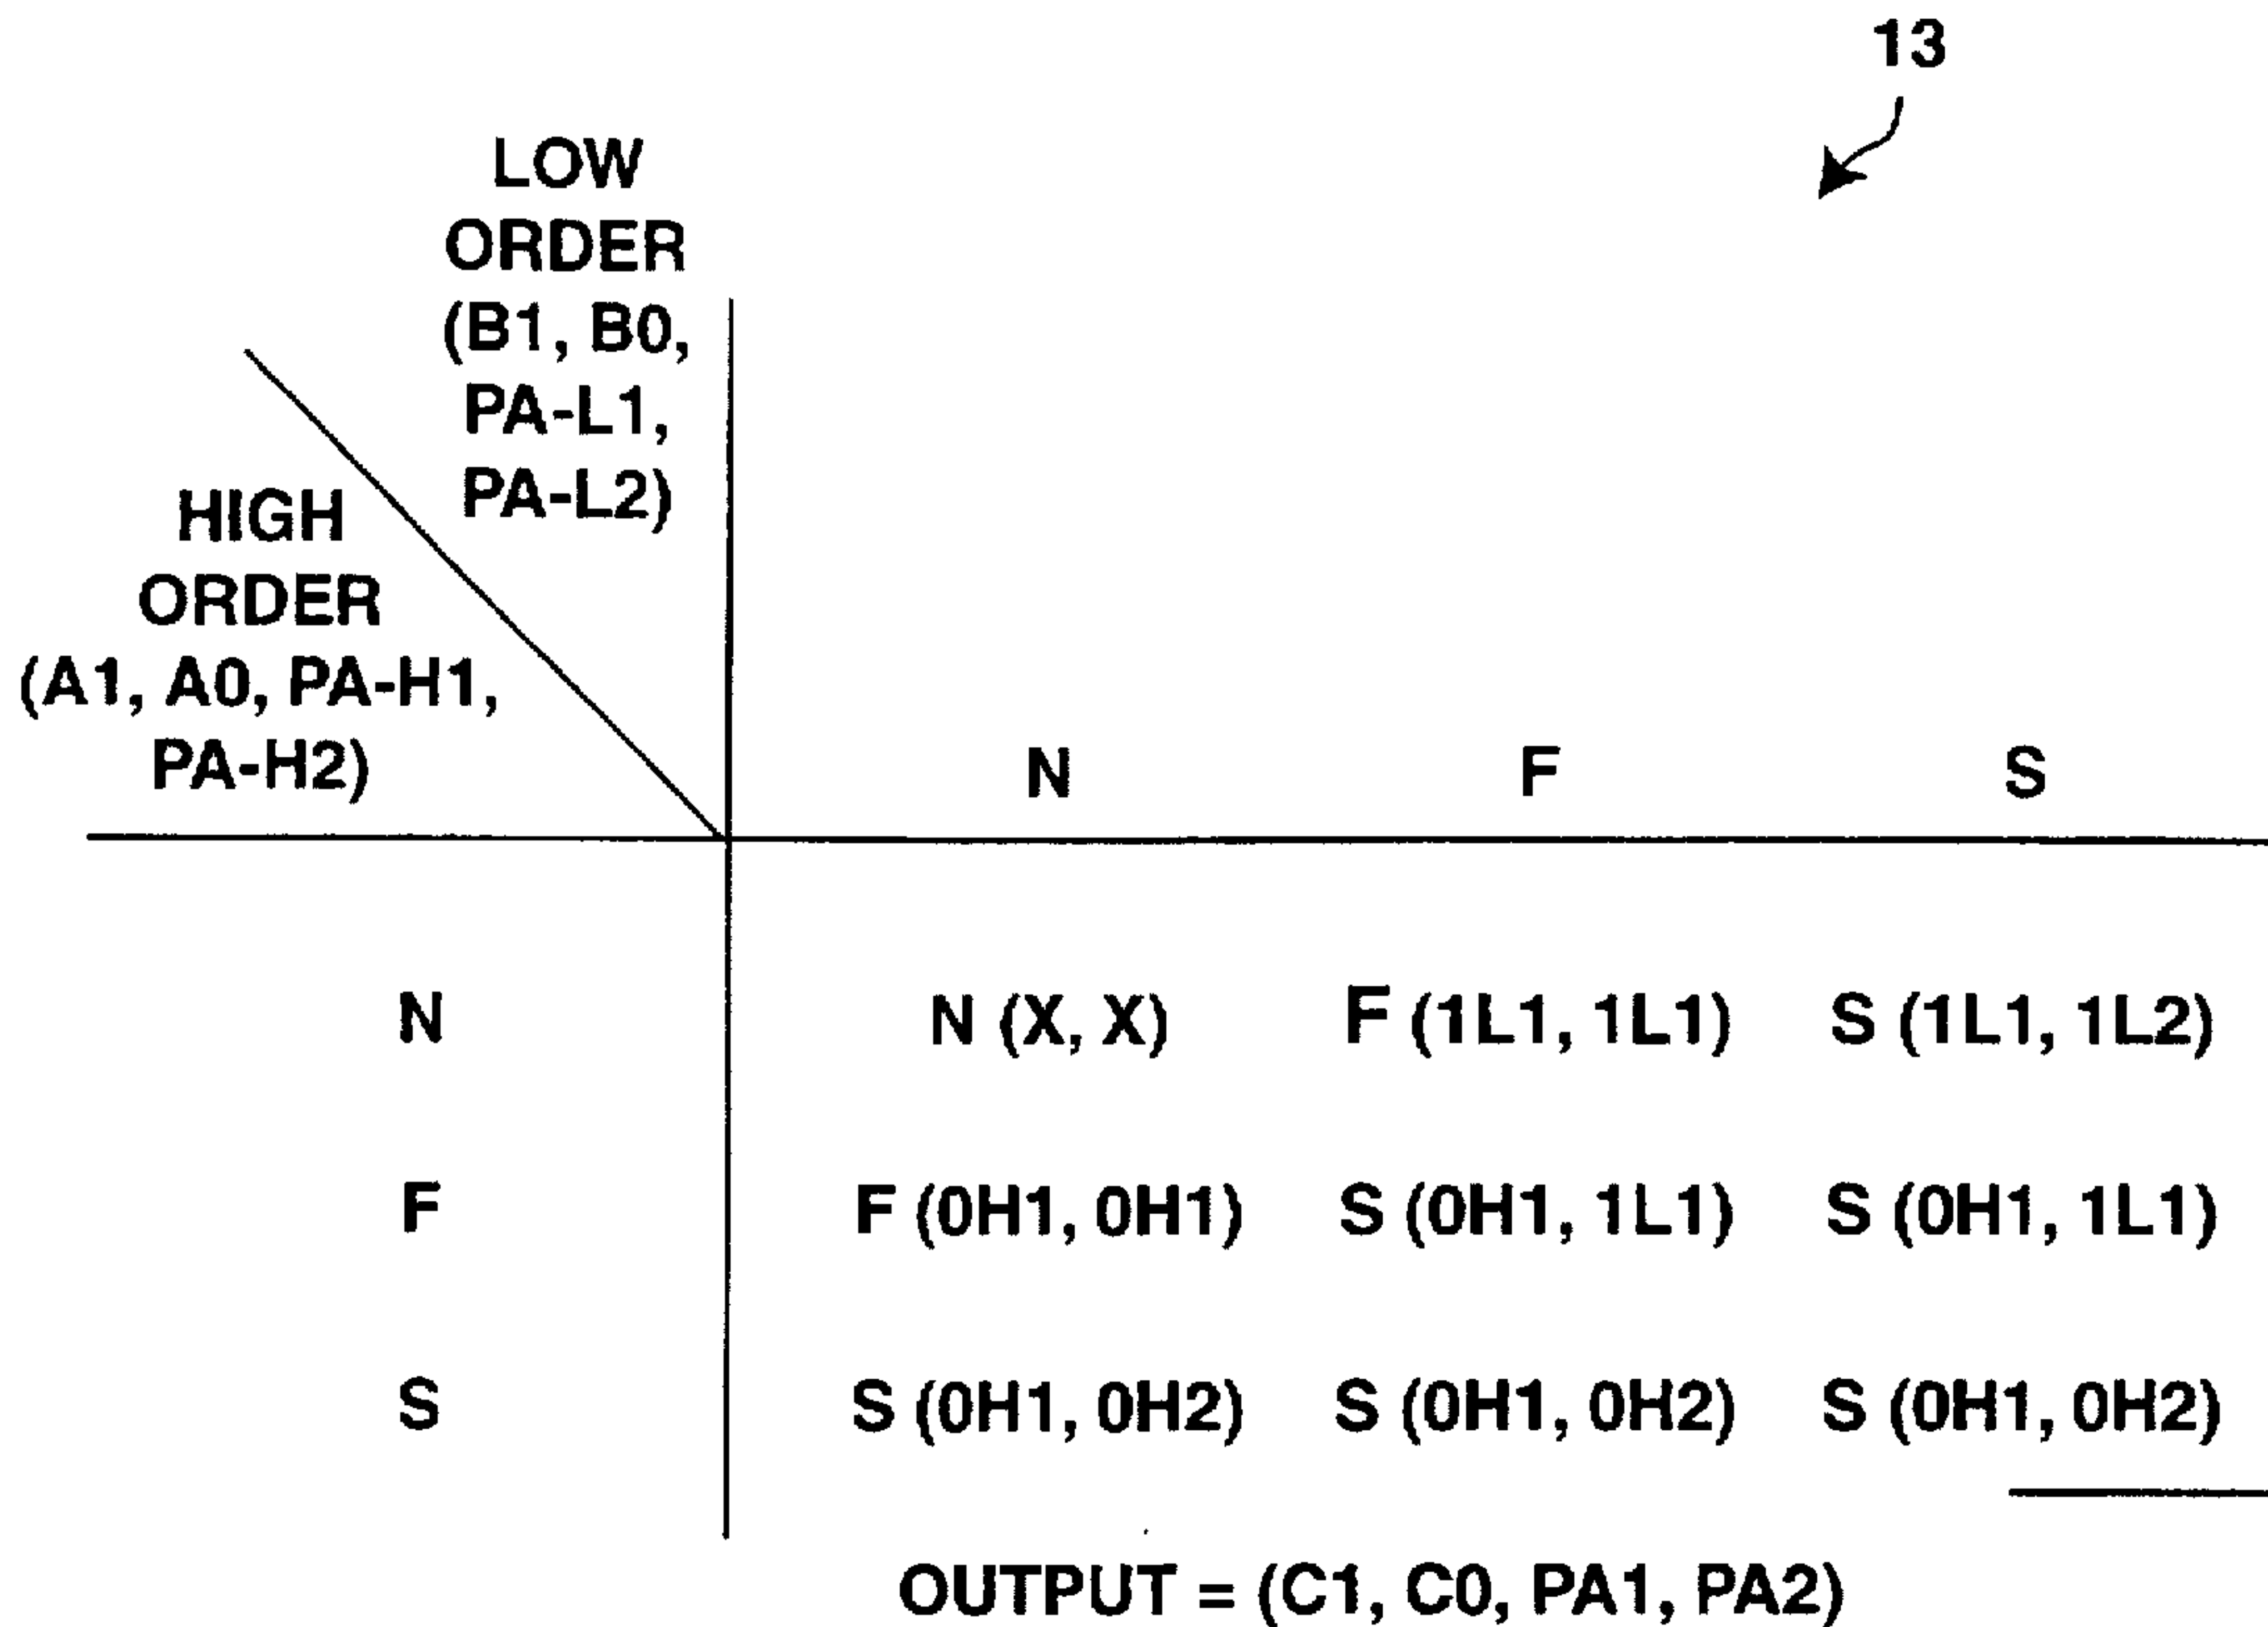 13
LOW
ORDER
(B1, B0,
PA-L1,
PA-L2)
HIGH
ORDER
(A1, A0, PA-H1,
PA-H2)
N F S
N N (X, X) F (1L1, 1L1) S (1L1, 1L2)
F F (0H1, 0H1) S (0H1, 1L1) S (0H1, 1L1)
S S (0H1, 0H2) S (0H1, 0H2) S (0H1, 0H2)
OUTPUT = (C1, C0, PA1, PA2)